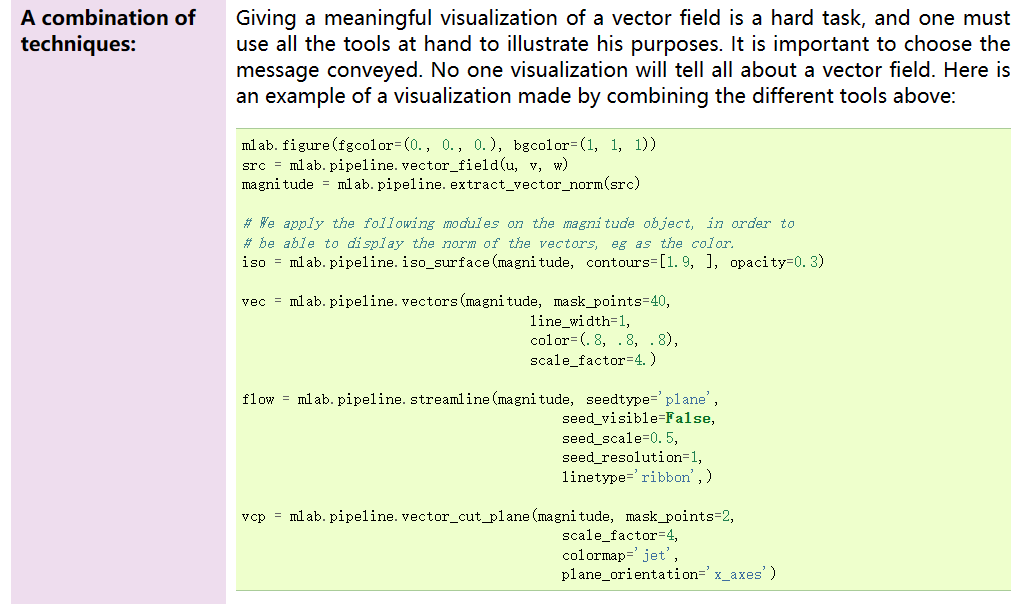 A combination of
techniques:
Giving a meaningful visualization of a vector field is a hard task, and one must
use all the tools at hand to illustrate his purposes. It is important to choose the
message conveyed. No one visualization will tell all about a vector field. Here is
an example of a visualization made by combining the different tools above:
mlab.figure(fgcolor=(0., 0., 0.), bgcolor=(1, 1, 1))
src = mlab.pipeline.vector_field(u, v, w)
magnitude = mlab.pipeline.extract_vector_norm(src)
# We apply the following modules on the magnitude object, in order to
# be able to display the norm of the vectors, eg as the color.
iso = mlab.pipeline.iso_surface(magnitude, contours=[1.9, ], opacity=0.3)
vec = mlab.pipeline.vectors(magnitude, mask_points=40,
line_width=1,
color=(.8, .8, .8),
scale_factor=4.)
flow = mlab.pipeline.streamline(magnitude, seedtype='plane',
seed_visible=False,
seed_scale=0.5,
seed_resolution=1,
linetype='ribbon',)
vcp = mlab.pipeline.vector_cut_plane(magnitude, mask_points=2,
scale_factor=4,
colormap='jet',
plane_orientation='x_axes')